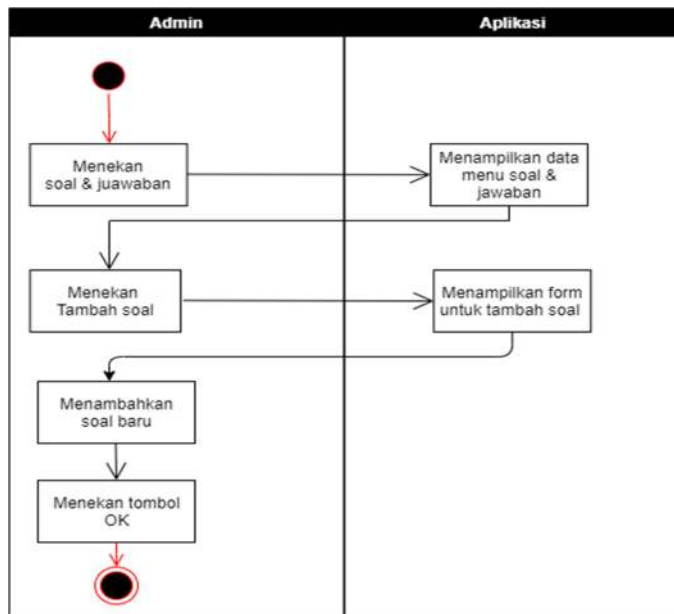 Admin
Aplikasi
Menekan
soal & juawaban
Menampilkan data
menu soal &
jawaban
Menekan
Tambah soal
Menampilkan form
untuk tambah soal
Menambahkan
soal baru
Menekan tombol
OK